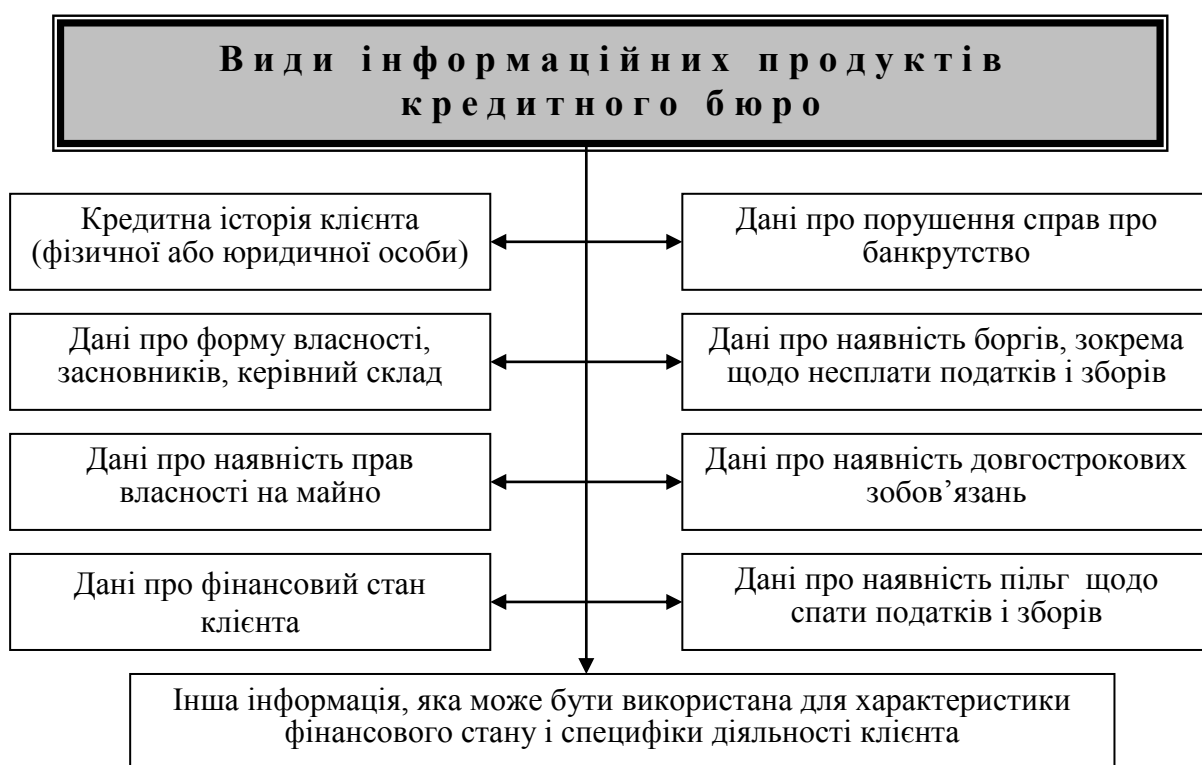 Види інформаційних продуктів
кредитного бюро
Кредитна історія клієнта
(фізичної або юридичної особи)
Дані про порушення справ про
банкрутство
Дані про форму власності,
засновників, керівний склад
Дані про наявність боргів, зокрема
щодо несплати податків і зборів
Дані про наявність прав
власності на майно
Дані про наявність довгострокових
зобов’язань
Дані про фінансовий стан
клієнта
Дані про наявність пільг щодо
спати податків і зборів
Інша інформація, яка може бути використана для характеристики
фінансового стану і специфіки діяльності клієнта